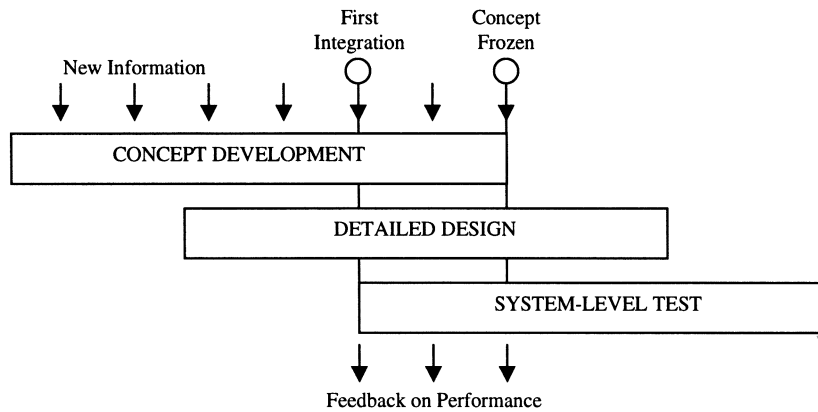 First
Integration
Concept
Frozen
New Information
CONCEPT DEVELOPMENT
DETAILED DESIGN
SYSTEM-LEVEL TEST
Feedback on Performance